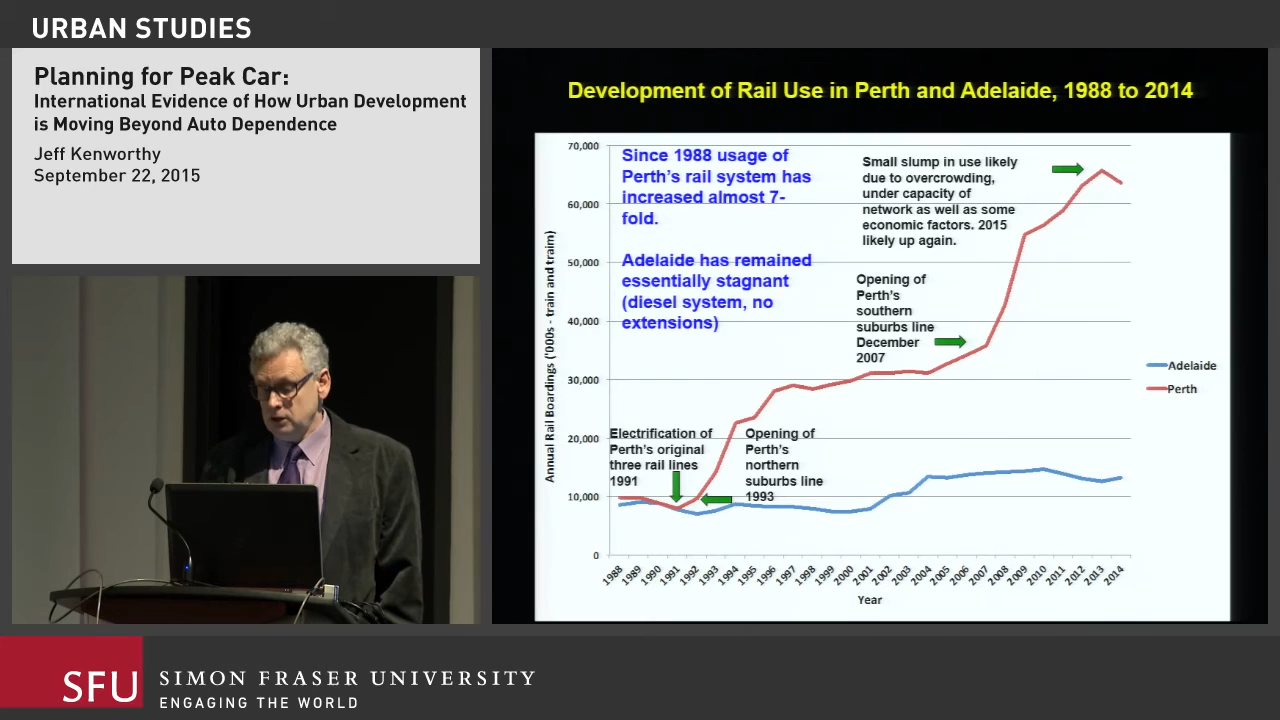 URBAN STUDIES
Planning for Peak Car:
International Evidence of How Urban Development
is Moving Beyond Auto Dependence
Jeff Kenworthy
September 22, 2015
Development of Rail Use in Perth and Adelaide, 1988 to 2014
Annual Rail Boardings ('000s - train and traim)
70,000
60,000
50,000
40,000
30,000
20,000
10,000
0
Since 1988 usage of
Perth's rail system has
increased almost 7-
fold.
Adelaide has remained
essentially stagnant
(diesel system, no
extensions)
Small slump in use likely
due to overcrowding,
under capacity of
network as well as some
economic factors. 2015
likely up again.
Opening of
Perth's
southern
suburbs line
December
2007
Electrification of
Perth's original
three rail lines
1991
Opening of
Perth's
northern
suburbs line
1993
Adelaide
Perth
1988 1989 1990 1991 1992 1993 1994 1995 1996 1997 1998 1999 2000 2001 2002 2003 2004 2005 2006 2007 2008 2009 2010 2011 2012 2013 2014
Year
SFU
SIMON FRASER UNIVERSITY
ENGAGING THE WORLD